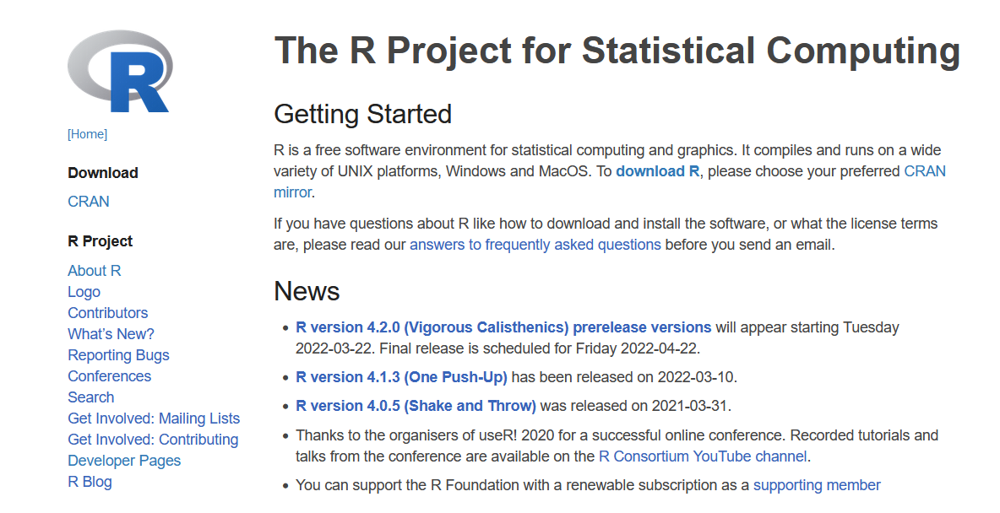 R
[Home]
Download
CRAN
R Project
About R
Logo
Contributors
What's New?
Reporting Bugs
Conferences
Search
Get Involved: Mailing Lists
Get Involved: Contributing
Developer Pages
R Blog
The R Project for Statistical Computing
Getting Started
R is a free software environment for statistical computing and graphics. It compiles and runs on a wide
variety of UNIX platforms, Windows and MacOS. To download R, please choose your preferred CRAN
mirror.
If you have questions about R like how to download and install the software, or what the license terms
are, please read our answers to frequently asked questions before you send an email.
News
• R version 4.2.0 (Vigorous Calisthenics) prerelease versions will appear starting Tuesday
2022-03-22. Final release is scheduled for Friday 2022-04-22.
• R version 4.1.3 (One Push-Up) has been released on 2022-03-10.
• R version 4.0.5 (Shake and Throw) was released on 2021-03-31.
• Thanks to the organisers of useR! 2020 for a successful online conference. Recorded tutorials and
talks from the conference are available on the R Consortium YouTube channel.
• You can support the R Foundation with a renewable subscription as a supporting member